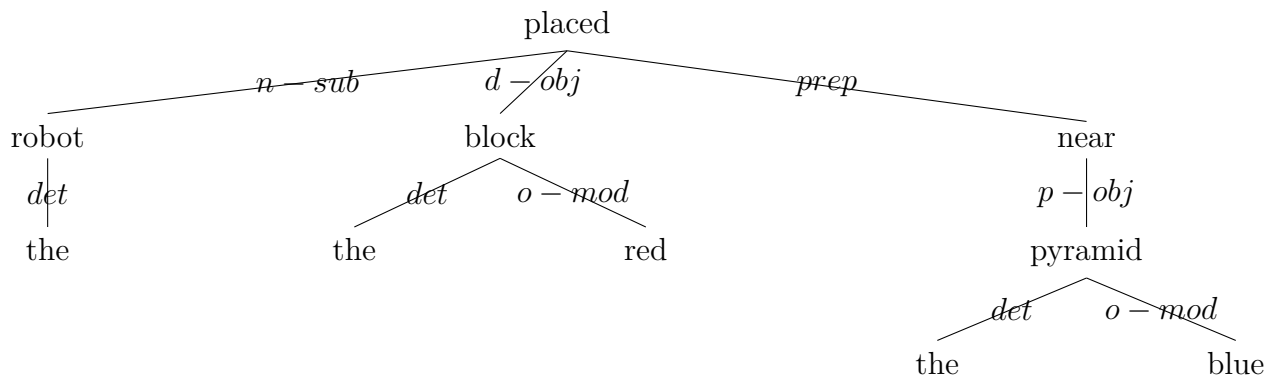 placed
n − sub d − obj prep
robot block near
det det o − mod p − obj
the the red pyramid
det o − mod
the blue